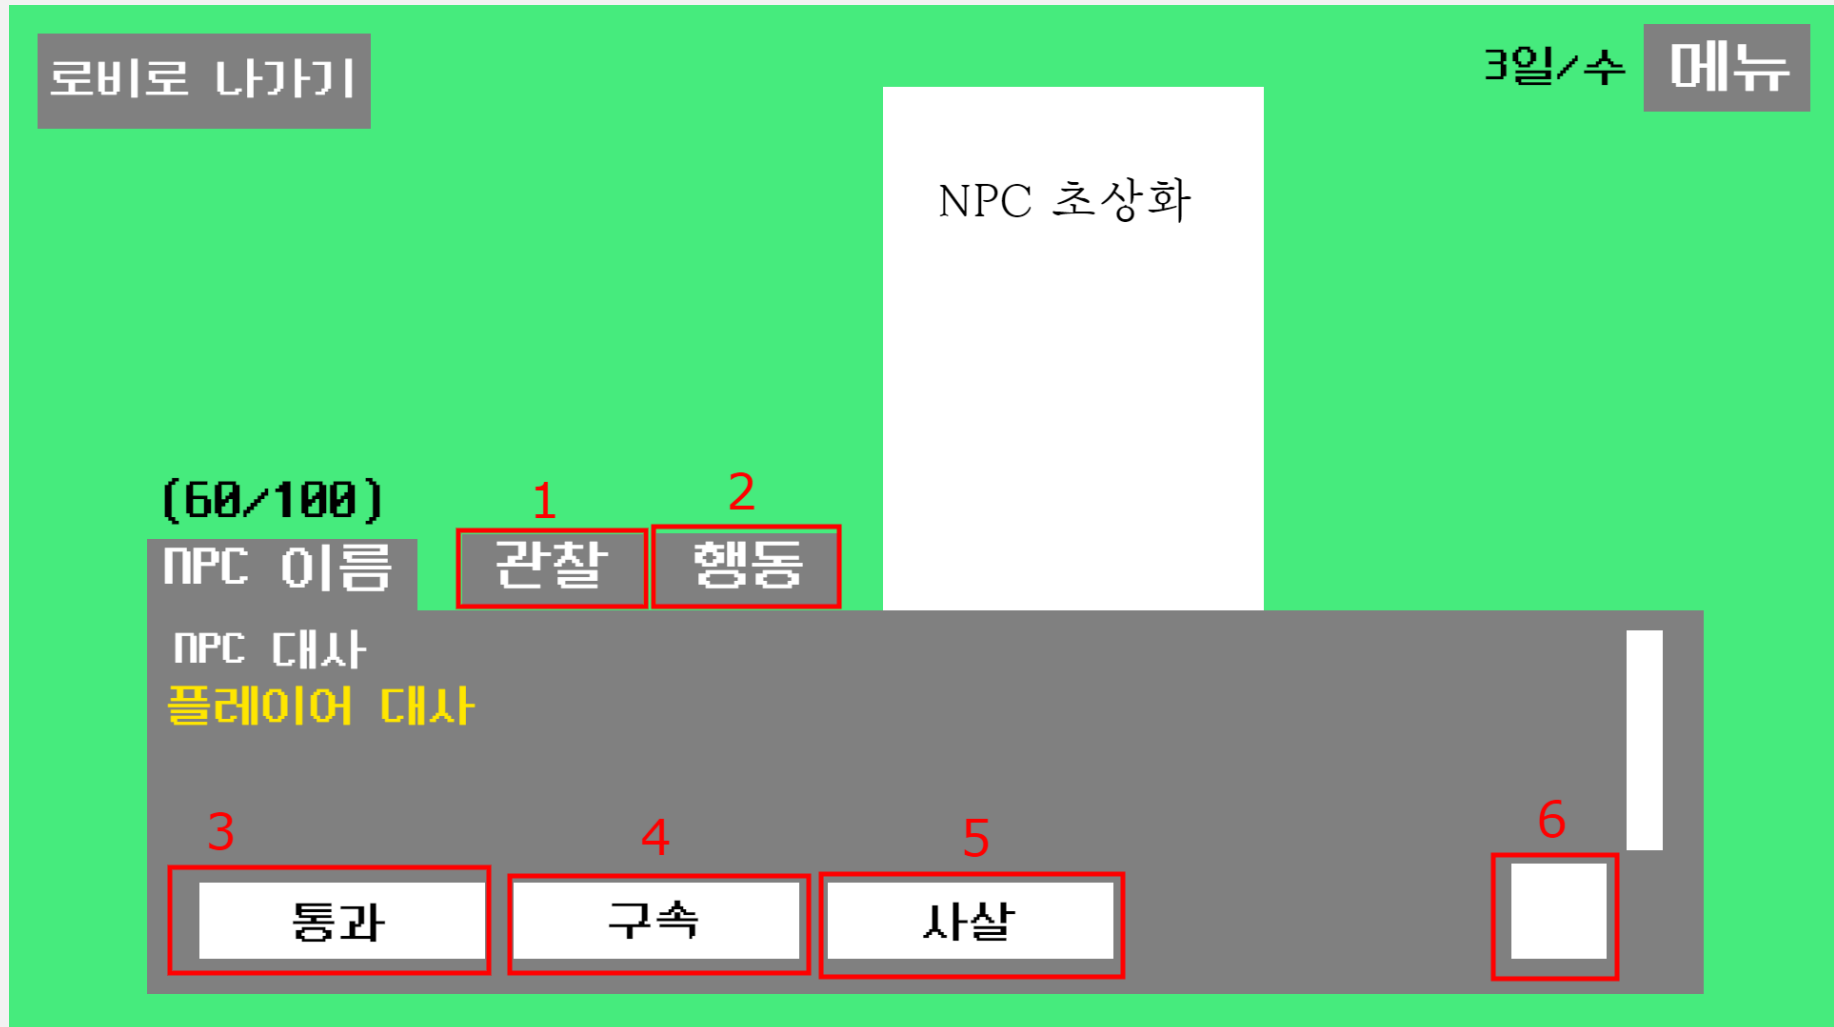 로비로 나가기
3일/수
메뉴
NPC 초상화
(60/100)
1
2
NPC 이름
관찰
행동
NPC 대사
플레이어 대사
3
4
5
6
통과
구속
사살